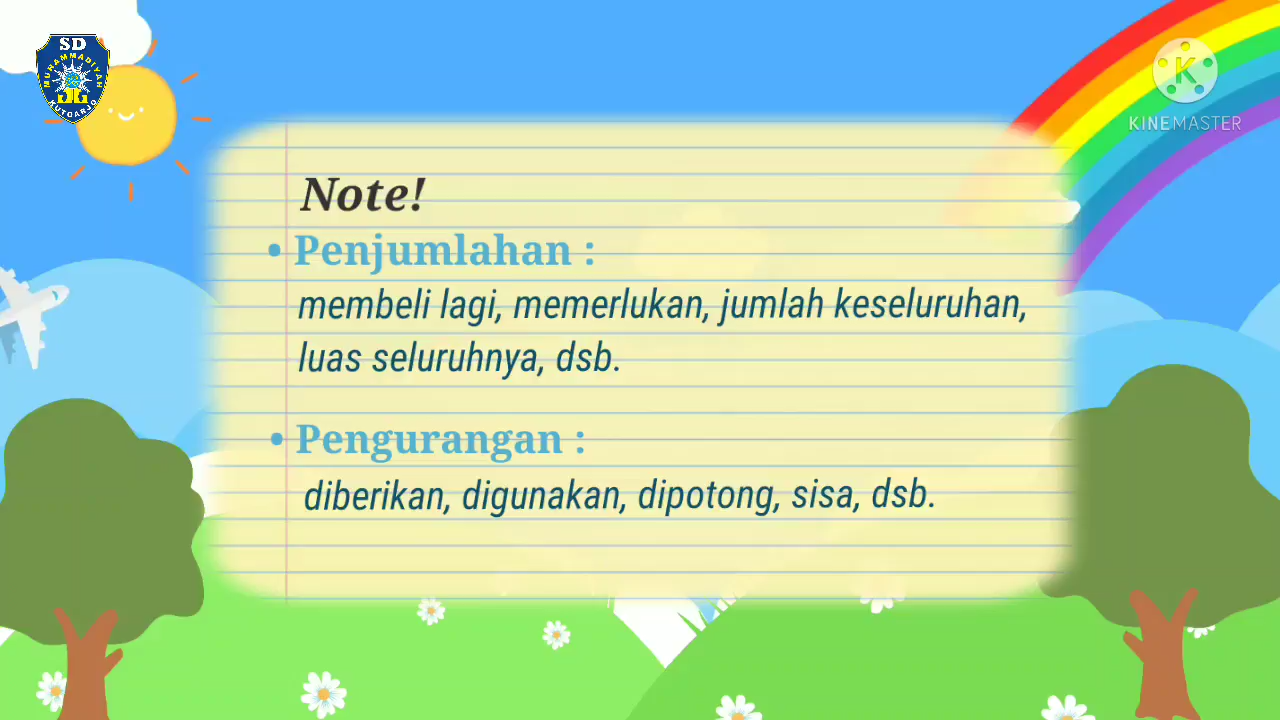 SD
MUHAMMADIYAH
KUTOARJO
KINEMASTER
Note!
• Penjumlahan :
membeli lagi, memerlukan, jumlah keseluruhan,
luas seluruhnya, dsb.
• Pengurangan :
diberikan, digunakan, dipotong, sisa, dsb.